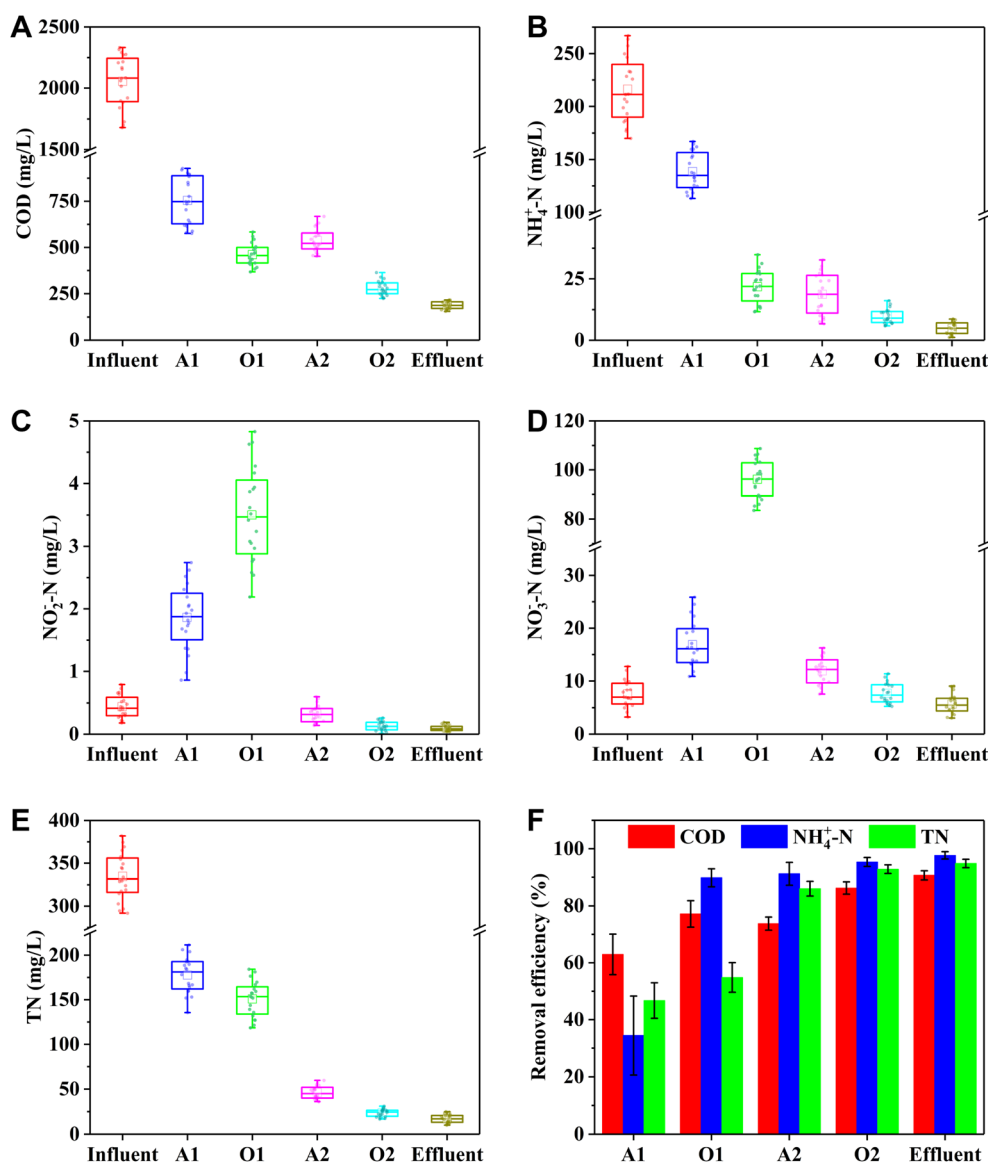 A
COD (mg/L)
2500
2000
1500
750
500
250
0
Influent A1 O1 A2 O2 Effluent
B
NH₄⁺-N (mg/L)
250
200
150
100
25
0
Influent A1 O1 A2 O2 Effluent
C
NO₂⁻-N (mg/L)
5
4
3
2
1
0
Influent A1 O1 A2 O2 Effluent
D
NO₃⁻-N (mg/L)
120
100
80
30
20
10
0
Influent A1 O1 A2 O2 Effluent
E
TN (mg/L)
400
350
300
200
150
100
50
0
Influent A1 O1 A2 O2 Effluent
F
COD NH₄⁺-N TN
Removal efficiency (%)
100
80
60
40
20
0
A1 O1 A2 O2 Effluent